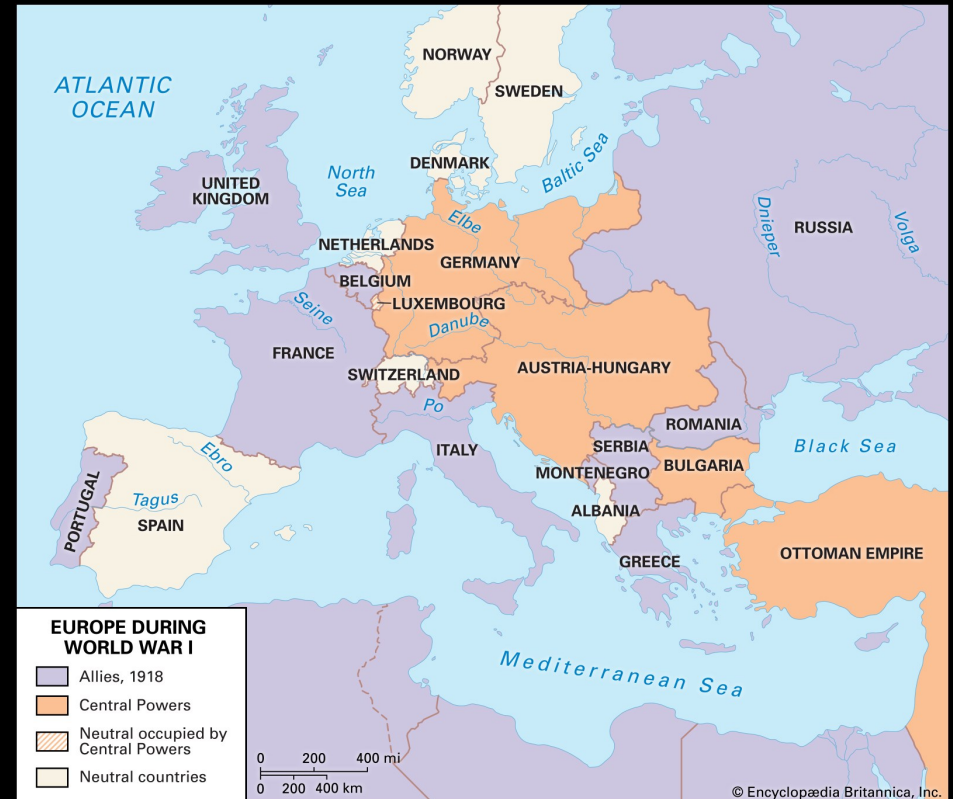 NORWAY
SWEDEN
ATLANTIC
OCEAN
DENMARK
North
Sea
Baltic Sea
UNITED
KINGDOM
Elbe
Dnieper
Volga
RUSSIA
NETHERLANDS
GERMANY
BELGIUM
LUXEMBOURG
Seine
Danube
FRANCE
SWITZERLAND
AUSTRIA-HUNGARY
Po
ROMANIA
Black Sea
SERBIA
ITALY
Ebro
MONTENEGRO
BULGARIA
PORTUGAL
Tagus
SPAIN
ALBANIA
GREECE
OTTOMAN EMPIRE
Mediterranean Sea
EUROPE DURING
WORLD WAR I
Allies, 1918
Central Powers
Neutral occupied by
Central Powers
Neutral countries
0 200 400 mi
0 200 400 km
© Encyclopædia Britannica, Inc.